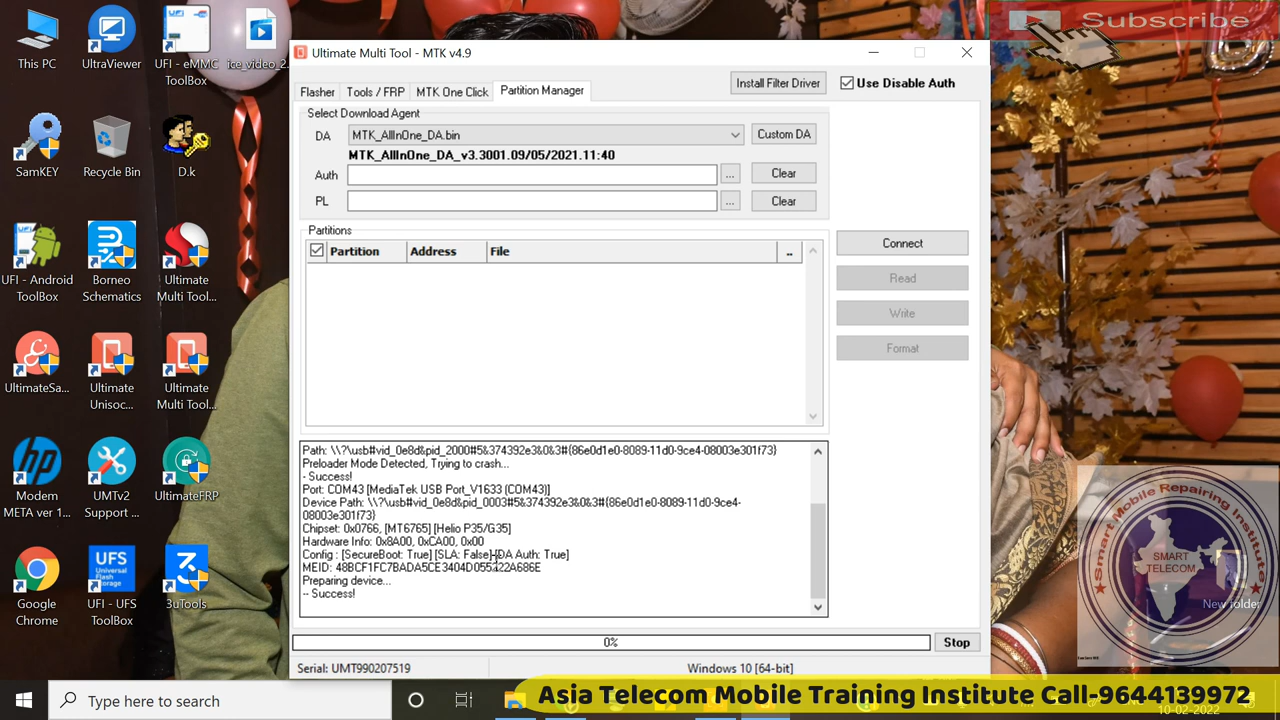 Subscribe
This PC
UltraViewer
UFI - eMMC
ToolBox
ice_video_2...
SamKEY
Recycle Bin
D.k
UFI - Android
ToolBox
Borneo
Schematics
Ultimate
Multi Tool...
UltimateSa...
Ultimate
Unisoc...
Ultimate
Multi Tool...
Modem
META ver 1...
UMTv2
Support ...
UltimateFRP
Google
Chrome
UFI - UFS
ToolBox
3uTools
Ultimate Multi Tool - MTK v4.9
Flasher
Tools / FRP
MTK One Click
Partition Manager
Install Filter Driver
Use Disable Auth
Select Download Agent
DA
MTK_AllInOne_DA.bin
Custom DA
MTK_AllInOne_DA_v3.3001.09/05/2021.11:40
Auth
...
Clear
PL
...
Clear
Partitions
Partition
Address
File
..
Connect
Read
Write
Format
Path: \\?\usb#vid_0e8d&pid_2000#5&374392e3&0&3#{86e0d1e0-8089-11d0-9ce4-08003e301f73}
Preloader Mode Detected, Trying to crash...
- Success!
Port: COM43 [MediaTek USB Port_V1633 (COM43)]
Device Path: \\?\usb#vid_0e8d&pid_0003#5&374392e3&0&3#{86e0d1e0-8089-11d0-9ce4-
08003e301f73}
Chipset: 0x0766, [MT6765] [Helio P35/G35]
Hardware Info: 0x8A00, 0xCA00, 0x00
Config : [SecureBoot: True] [SLA: False] [DA Auth: True]
MEID: 48BCF1FC7BADA5CE3404D055222A686E
Preparing device...
-- Success!
0%
Stop
Serial: UMT990207519
Windows 10 [64-bit]
Smart Mobile Repairing Institute
SMART
TELECOM
New folder
Type here to search
Asia Telecom Mobile Training Institute Call-9644139972
10-02-2022